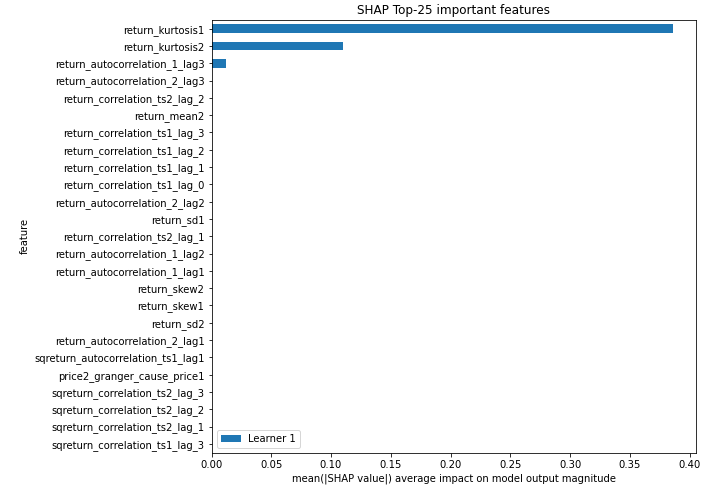 SHAP Top-25 important features
feature
return_kurtosis1
return_kurtosis2
return_autocorrelation_1_lag3
return_autocorrelation_2_lag3
return_correlation_ts2_lag_2
return_mean2
return_correlation_ts1_lag_3
return_correlation_ts1_lag_2
return_correlation_ts1_lag_1
return_correlation_ts1_lag_0
return_autocorrelation_2_lag2
return_sd1
return_correlation_ts2_lag_1
return_autocorrelation_1_lag2
return_autocorrelation_1_lag1
return_skew2
return_skew1
return_sd2
return_autocorrelation_2_lag1
sqreturn_autocorrelation_ts1_lag1
price2_granger_cause_price1
sqreturn_correlation_ts2_lag_3
sqreturn_correlation_ts2_lag_2
sqreturn_correlation_ts2_lag_1
sqreturn_correlation_ts1_lag_3
Learner 1
0.00 0.05 0.10 0.15 0.20 0.25 0.30 0.35 0.40
mean(|SHAP value|) average impact on model output magnitude